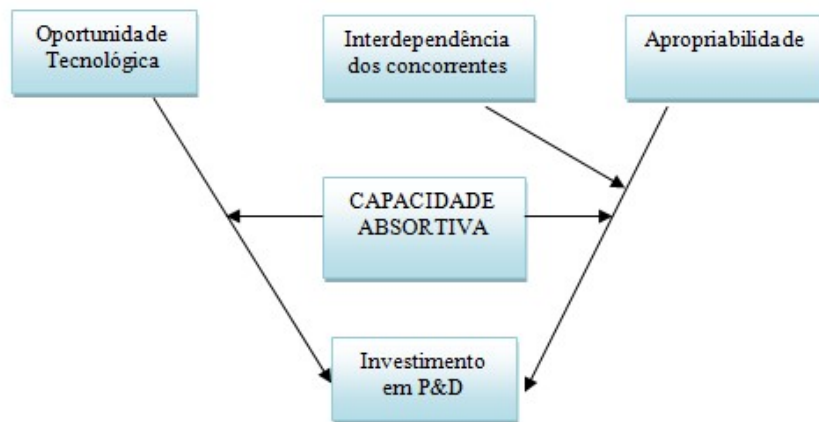 Oportunidade
Tecnológica
Interdependência
dos concorrentes
Apropriabilidade
CAPACIDADE
ABSORTIVA
Investimento
em P&D